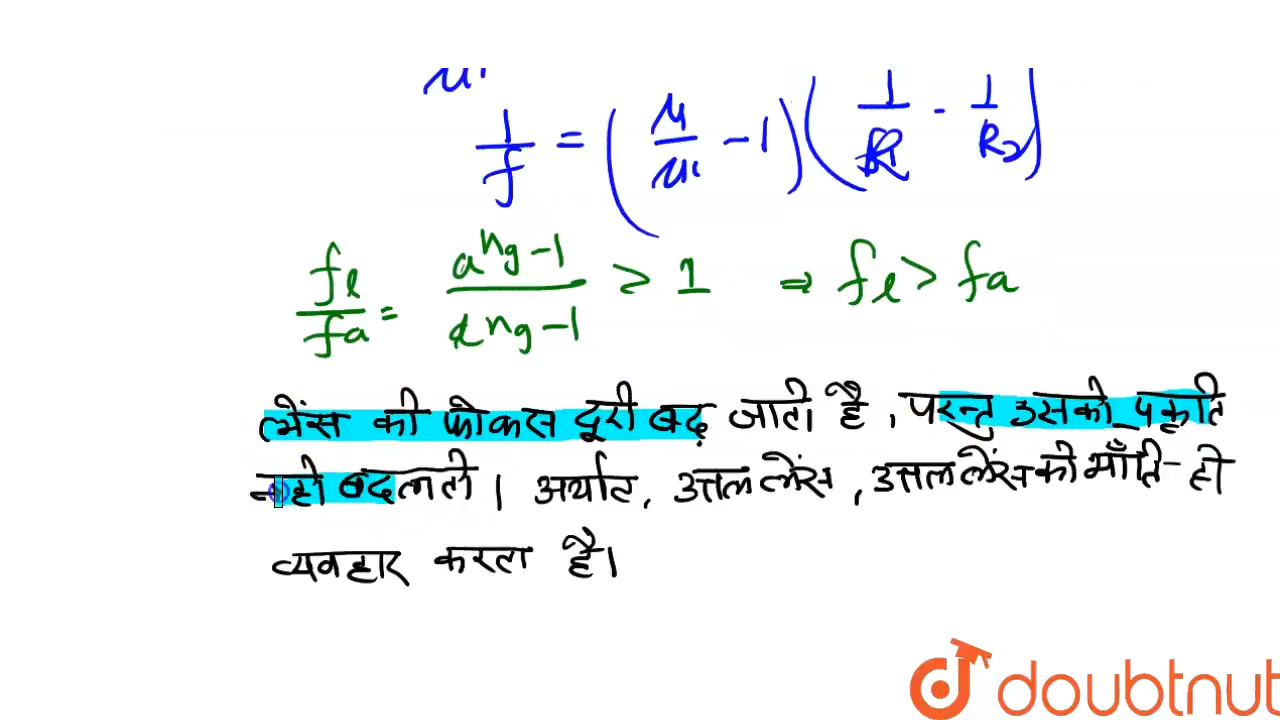 μ'
1/f = (μ/μ' - 1) (1/R - 1/R2)
fl/fa = (a^ng - 1)/(l^ng - 1) > 1 ⇒ fl > fa
लेंस की फोकस दूरी बढ़ जाती है, परन्तु उसकी प्रकृति
नही बदलती। अर्थात, उत्तल लेंस, उत्तल लेंस की भाँति ही
व्यवहार करता है।
doubtnut